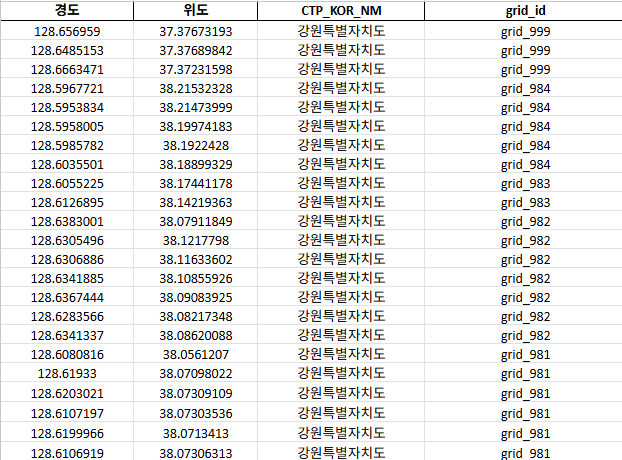 경도 위도 CTP_KOR_NM grid_id
128.656959 37.37673193 강원특별자치도 grid_999
128.6485153 37.37689842 강원특별자치도 grid_999
128.6663471 37.37231598 강원특별자치도 grid_999
128.5967721 38.21532328 강원특별자치도 grid_984
128.5953834 38.21473999 강원특별자치도 grid_984
128.5958005 38.19974183 강원특별자치도 grid_984
128.5985782 38.1922428 강원특별자치도 grid_984
128.6035501 38.18899329 강원특별자치도 grid_984
128.6055225 38.17441178 강원특별자치도 grid_983
128.6126895 38.14219363 강원특별자치도 grid_983
128.6383001 38.07911849 강원특별자치도 grid_982
128.6305496 38.1217798 강원특별자치도 grid_982
128.6306886 38.11633602 강원특별자치도 grid_982
128.6341885 38.10855926 강원특별자치도 grid_982
128.6367444 38.09083925 강원특별자치도 grid_982
128.6283566 38.08217348 강원특별자치도 grid_982
128.6341337 38.08620088 강원특별자치도 grid_982
128.6080816 38.0561207 강원특별자치도 grid_981
128.61933 38.07098022 강원특별자치도 grid_981
128.6203021 38.07309109 강원특별자치도 grid_981
128.6107197 38.07303536 강원특별자치도 grid_981
128.6199966 38.0713413 강원특별자치도 grid_981
128.6106919 38.07306313 강원특별자치도 grid_981